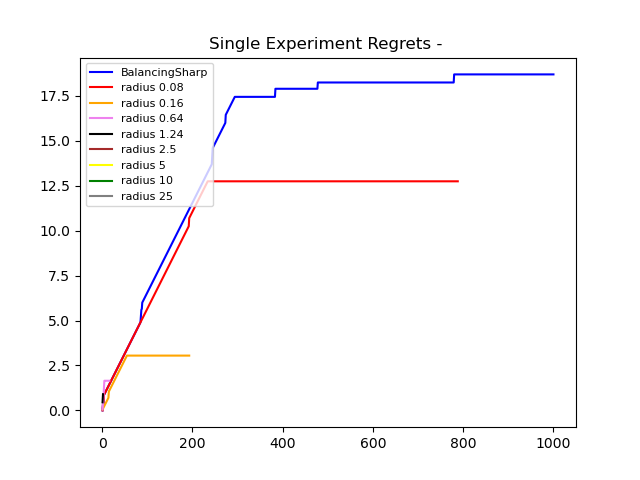 Single Experiment Regrets -
BalancingSharp
radius 0.08
radius 0.16
radius 0.64
radius 1.24
radius 2.5
radius 5
radius 10
radius 25
17.5
15.0
12.5
10.0
7.5
5.0
2.5
0.0
0 200 400 600 800 1000